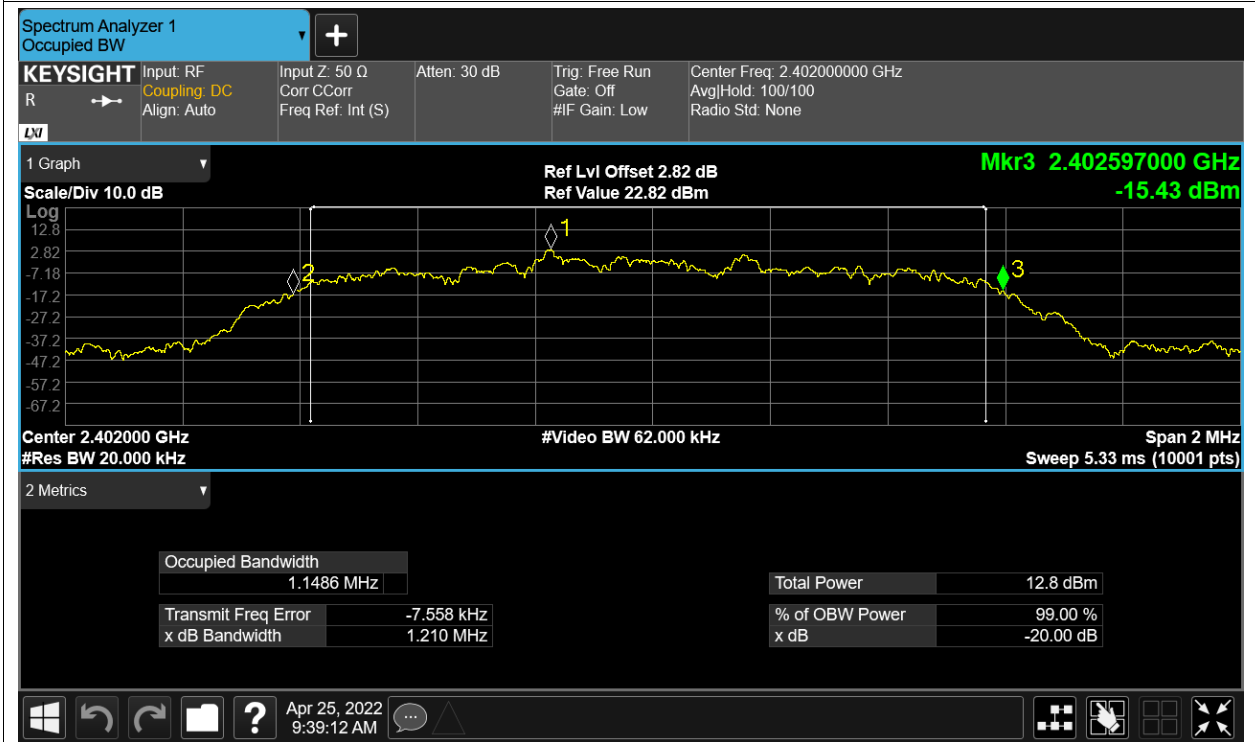 Spectrum Analyzer 1
Occupied BW
KEYSIGHT
R
LXI
Input: RF
Coupling: DC
Align: Auto
Input Z: 50 Ω
Corr CCorr
Freq Ref: Int (S)
Atten: 30 dB
Trig: Free Run
Gate: Off
#IF Gain: Low
Center Freq: 2.402000000 GHz
Avg|Hold: 100/100
Radio Std: None
1 Graph
Scale/Div 10.0 dB
Ref Lvl Offset 2.82 dB
Ref Value 22.82 dBm
Mkr3 2.402597000 GHz
-15.43 dBm
Log
12.8
2.82
-7.18
-17.2
-27.2
-37.2
-47.2
-57.2
-67.2
1
2
3
Center 2.402000 GHz
#Res BW 20.000 kHz
#Video BW 62.000 kHz
Span 2 MHz
Sweep 5.33 ms (10001 pts)
2 Metrics
Occupied Bandwidth
1.1486 MHz
Transmit Freq Error -7.558 kHz
x dB Bandwidth 1.210 MHz
Total Power 12.8 dBm
% of OBW Power 99.00 %
x dB -20.00 dB
?
Apr 25, 2022
9:39:12 AM